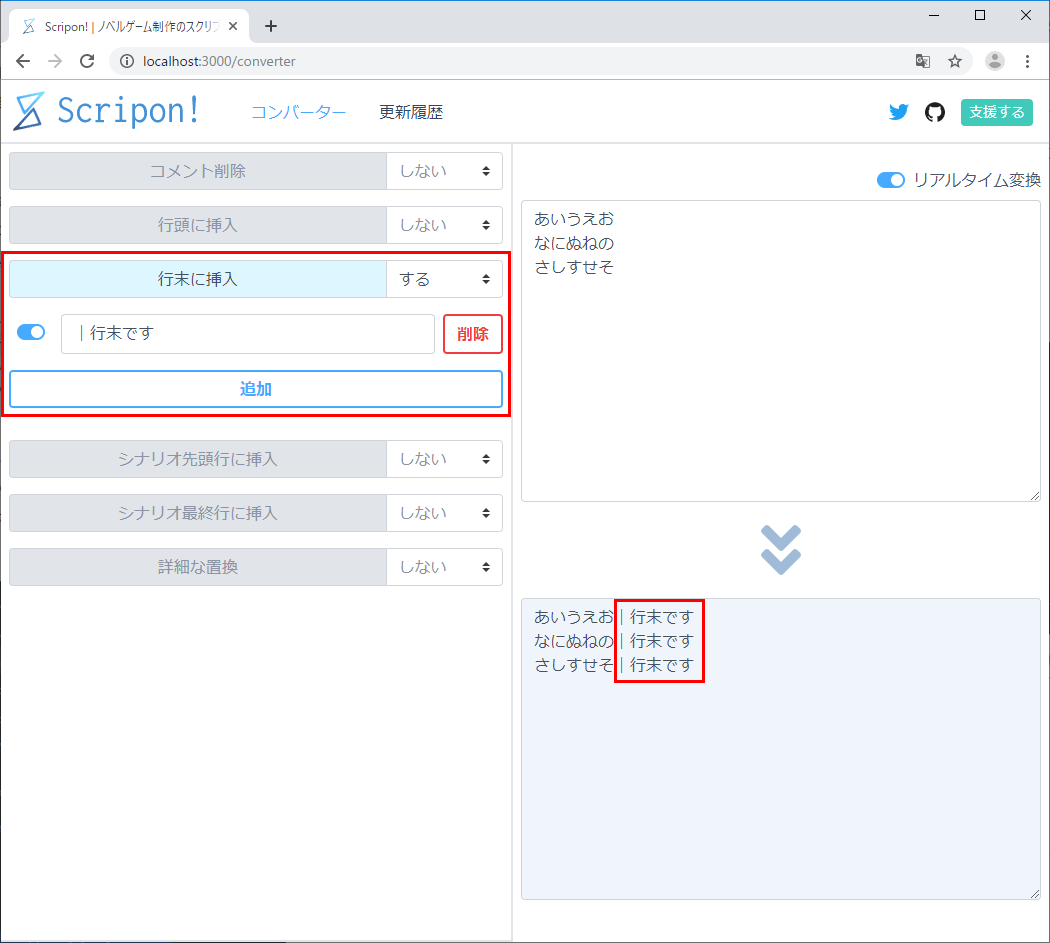 Scripon! | ノベルゲーム制作のスクリプ
localhost:3000/converter
Scripon!
コンバーター
更新履歴
支援する
コメント削除 しない
行頭に挿入 しない
行末に挿入 する
｜行末です 削除
追加
シナリオ先頭行に挿入 しない
シナリオ最終行に挿入 しない
詳細な置換 しない
リアルタイム変換
あいうえお
なにぬねの
さしすせそ
あいうえお｜行末です
なにぬねの｜行末です
さしすせそ｜行末です